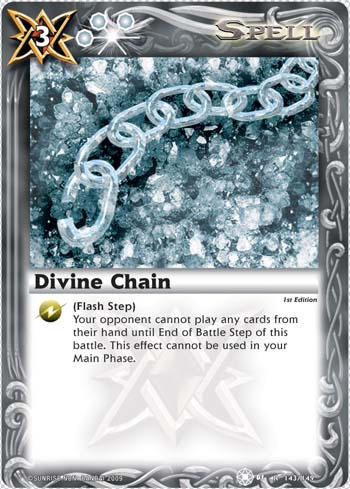 3
SPELL
Divine Chain
1st Edition
(Flash Step)
Your opponent cannot play any cards from
their hand until End of Battle Step of this
battle. This effect cannot be used in your
Main Phase.
©SUNRISE BANDAI 2009
01 R 143/149